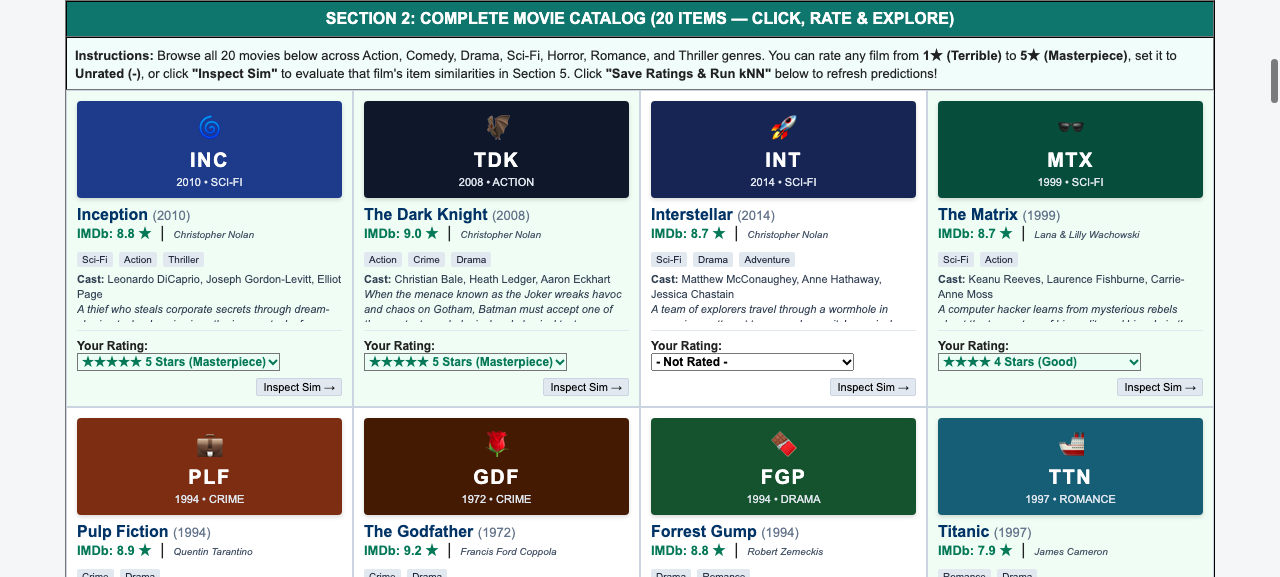 SECTION 2: COMPLETE MOVIE CATALOG (20 ITEMS — CLICK, RATE & EXPLORE)
Instructions: Browse all 20 movies below across Action, Comedy, Drama, Sci-Fi, Horror, Romance, and Thriller genres. You can rate any film from 1★ (Terrible) to 5★ (Masterpiece), set it to
Unrated (-), or click "Inspect Sim" to evaluate that film's item similarities in Section 5. Click "Save Ratings & Run kNN" below to refresh predictions!
INC
2010 • SCI-FI
Inception (2010)
IMDb: 8.8 ★ | Christopher Nolan
Sci-Fi Action Thriller
Cast: Leonardo DiCaprio, Joseph Gordon-Levitt, Elliot
Page
A thief who steals corporate secrets through dream-
Your Rating:
★★★★★ 5 Stars (Masterpiece)
Inspect Sim →
TDK
2008 • ACTION
The Dark Knight (2008)
IMDb: 9.0 ★ | Christopher Nolan
Action Crime Drama
Cast: Christian Bale, Heath Ledger, Aaron Eckhart
When the menace known as the Joker wreaks havoc
and chaos on Gotham, Batman must accept one of
Your Rating:
★★★★★ 5 Stars (Masterpiece)
Inspect Sim →
INT
2014 • SCI-FI
Interstellar (2014)
IMDb: 8.7 ★ | Christopher Nolan
Sci-Fi Drama Adventure
Cast: Matthew McConaughey, Anne Hathaway,
Jessica Chastain
A team of explorers travel through a wormhole in
Your Rating:
- Not Rated -
Inspect Sim →
MTX
1999 • SCI-FI
The Matrix (1999)
IMDb: 8.7 ★ | Lana & Lilly Wachowski
Sci-Fi Action
Cast: Keanu Reeves, Laurence Fishburne, Carrie-
Anne Moss
A computer hacker learns from mysterious rebels
Your Rating:
★★★★ 4 Stars (Good)
Inspect Sim →
PLF
1994 • CRIME
Pulp Fiction (1994)
IMDb: 8.9 ★ | Quentin Tarantino
Crime Drama
GDF
1972 • CRIME
The Godfather (1972)
IMDb: 9.2 ★ | Francis Ford Coppola
Crime Drama
FGP
1994 • DRAMA
Forrest Gump (1994)
IMDb: 8.8 ★ | Robert Zemeckis
Drama Romance
TTN
1997 • ROMANCE
Titanic (1997)
IMDb: 7.9 ★ | James Cameron
Romance Drama